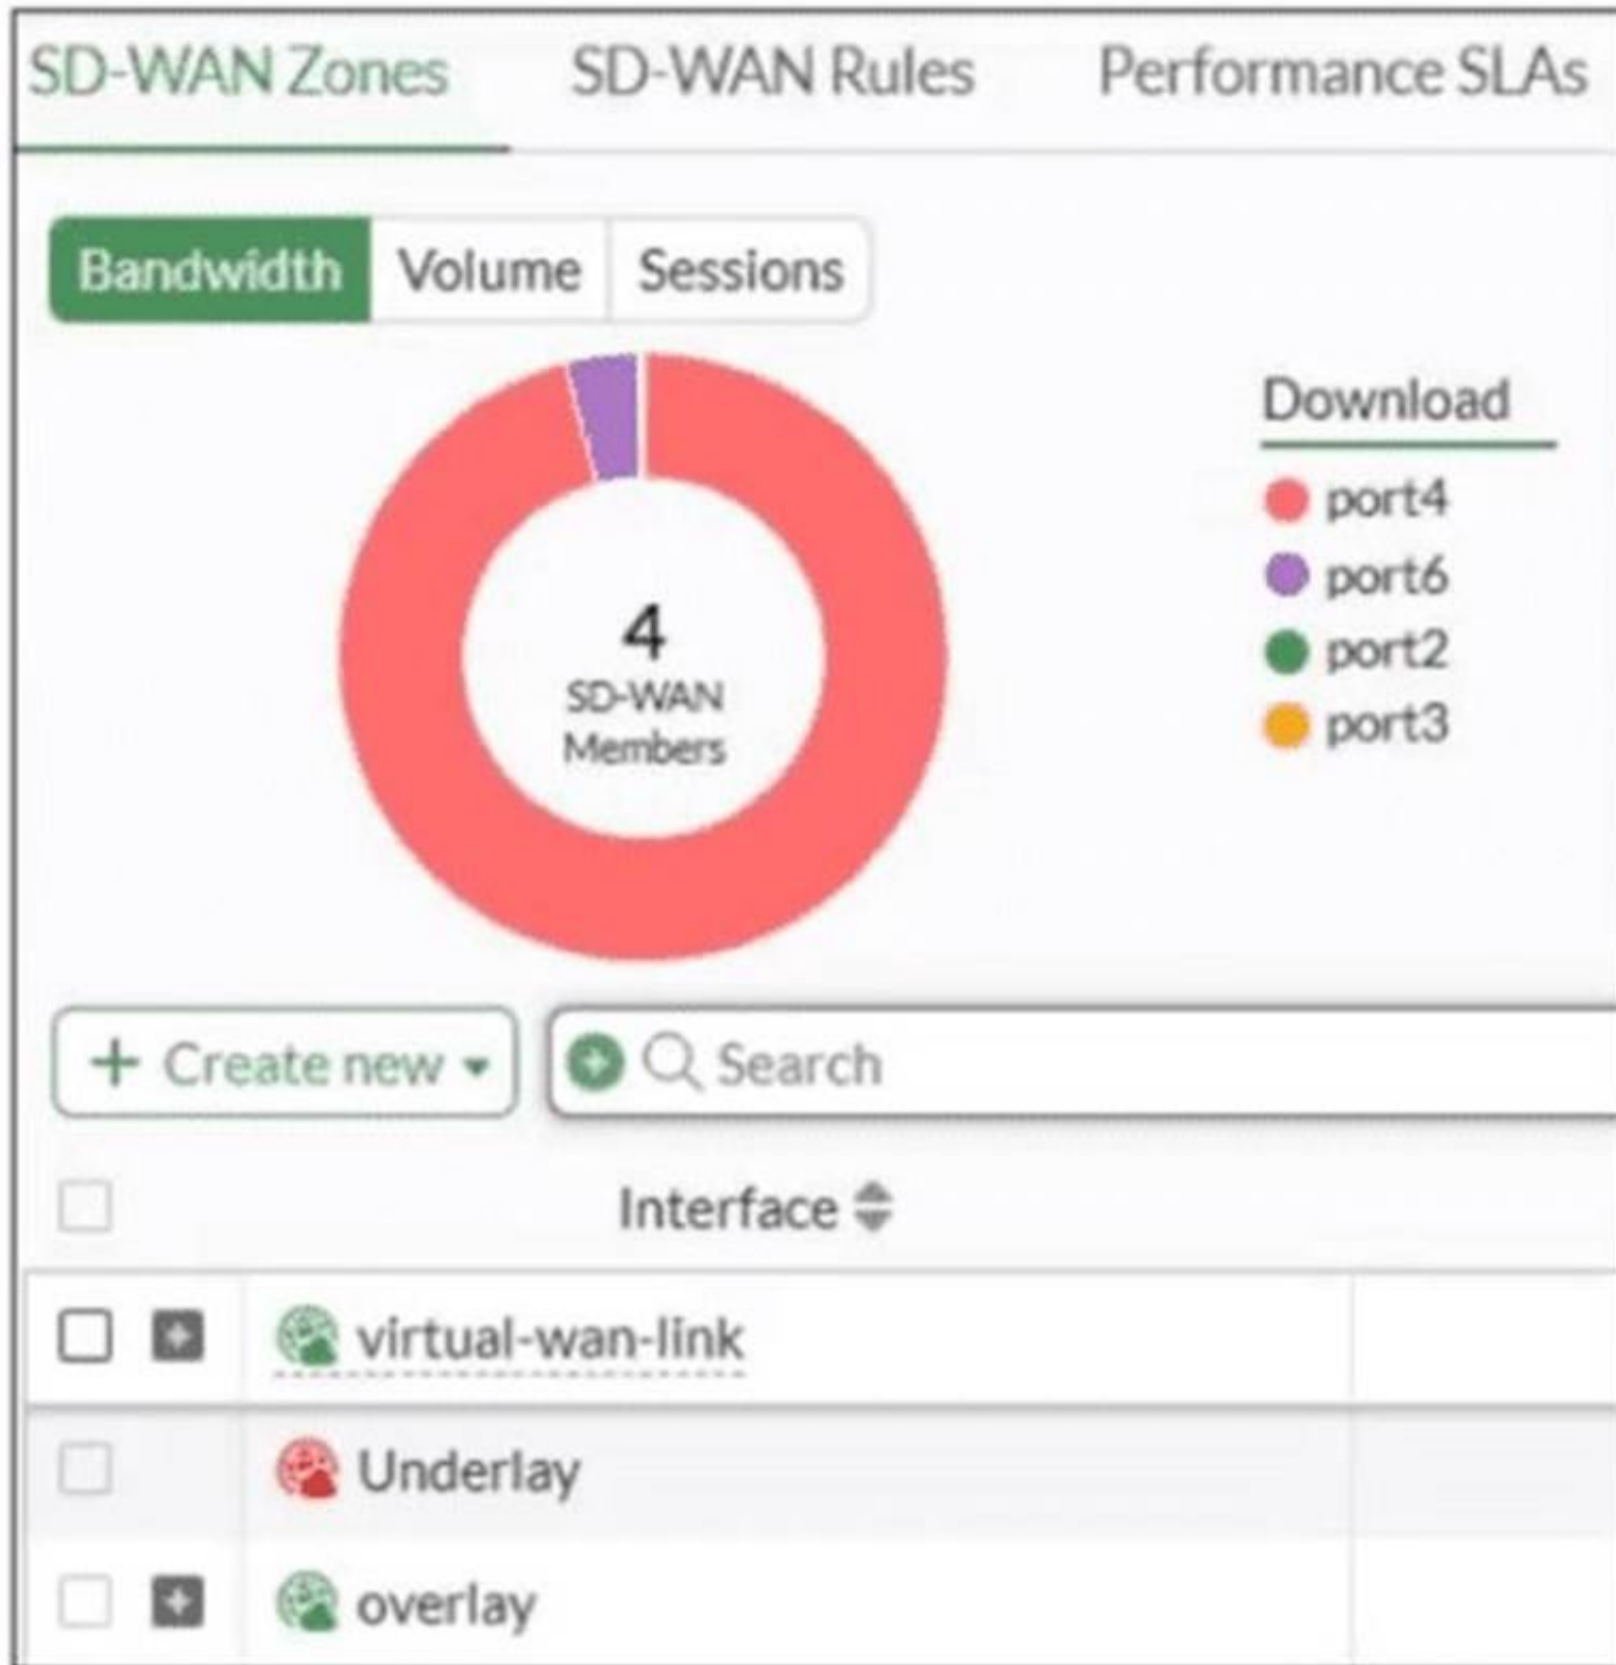 SD-WAN Zones SD-WAN Rules Performance SLAs
Bandwidth Volume Sessions
Download
port4
port6
port2
port3
4
SD-WAN
Members
+ Create new Search
Interface
virtual-wan-link
Underlay
overlay